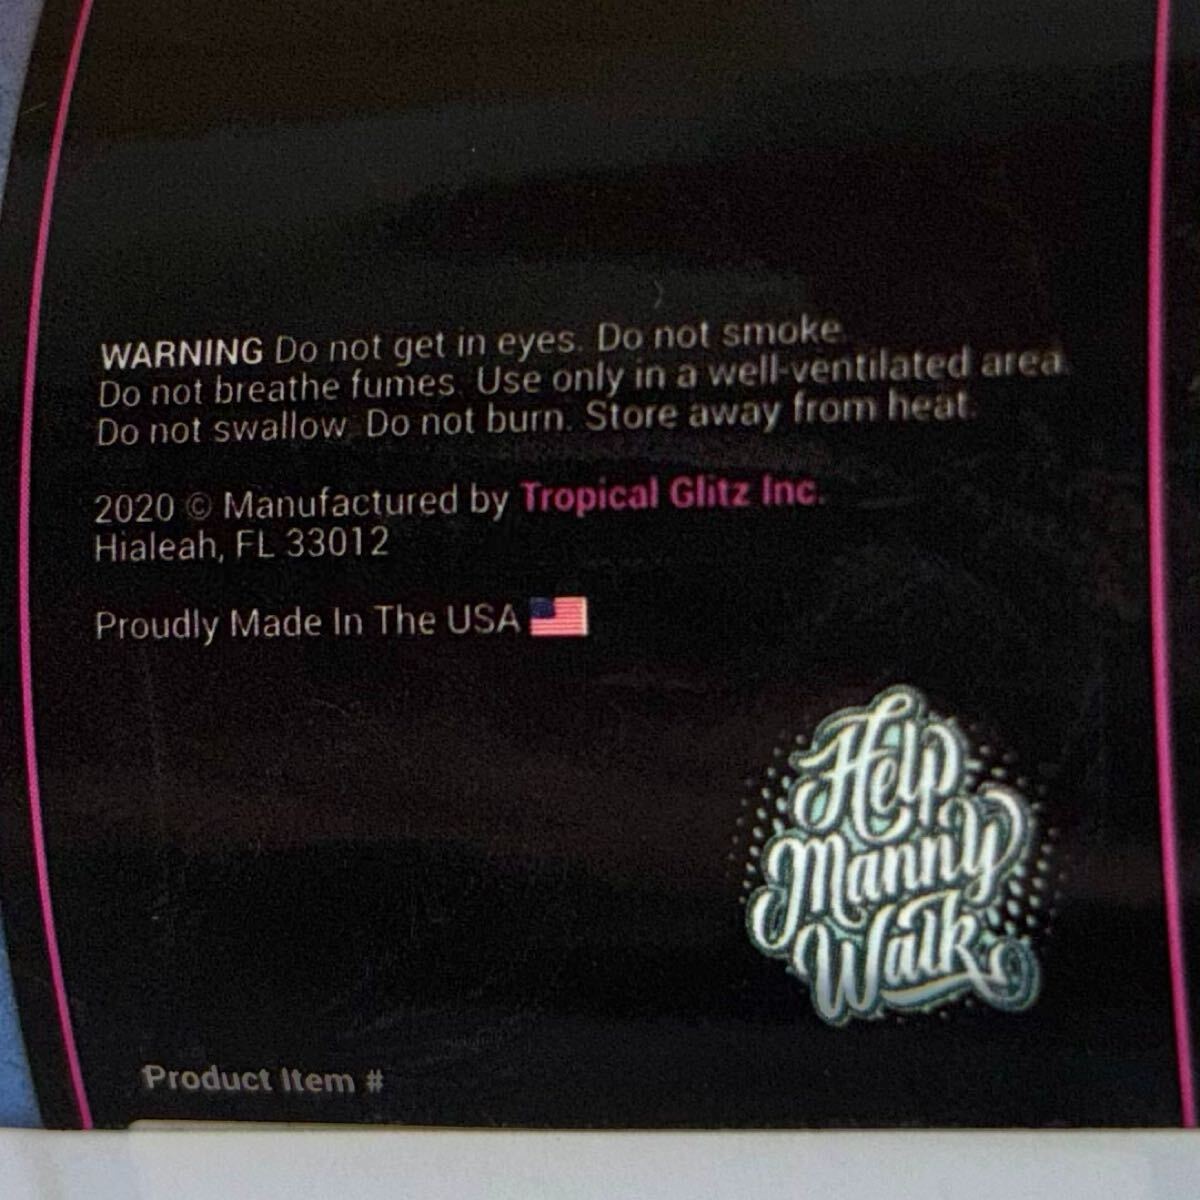 WARNING Do not get in eyes. Do not smoke.
Do not breathe fumes. Use only in a well-ventilated area.
Do not swallow. Do not burn. Store away from heat.
2020 © Manufactured by Tropical Glitz Inc.
Hialeah, FL 33012
Proudly Made In The USA
Help
Manny
Walk
Product Item #